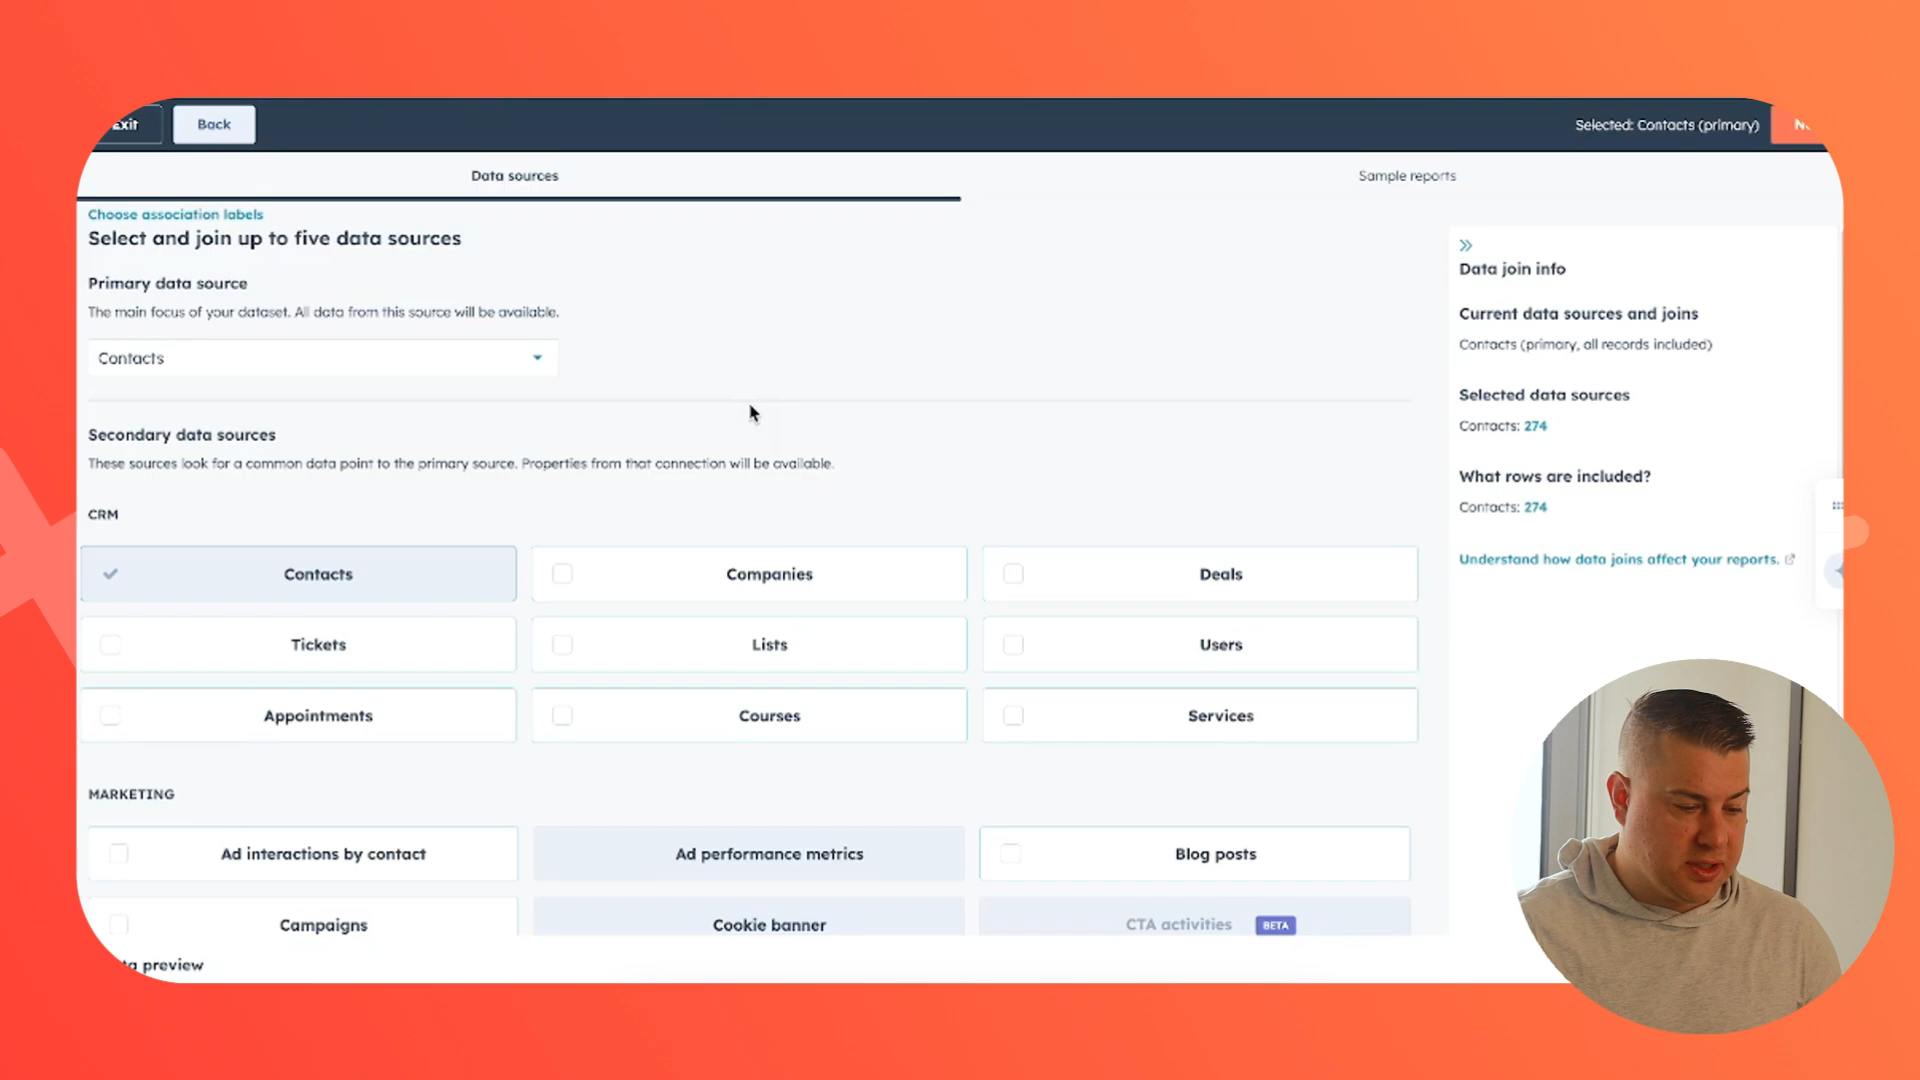 Exit
Back
Selected: Contacts (primary)
Data sources
Sample reports
Choose association labels
Select and join up to five data sources
Primary data source
The main focus of your dataset. All data from this source will be available.
Contacts
Secondary data sources
These sources look for a common data point to the primary source. Properties from that connection will be available.
CRM
Contacts
Companies
Deals
Tickets
Lists
Users
Appointments
Courses
Services
MARKETING
Ad interactions by contact
Ad performance metrics
Blog posts
Campaigns
Cookie banner
CTA activities
BETA
preview
Data join info
Current data sources and joins
Contacts (primary, all records included)
Selected data sources
Contacts: 274
What rows are included?
Contacts: 274
Understand how data joins affect your reports.